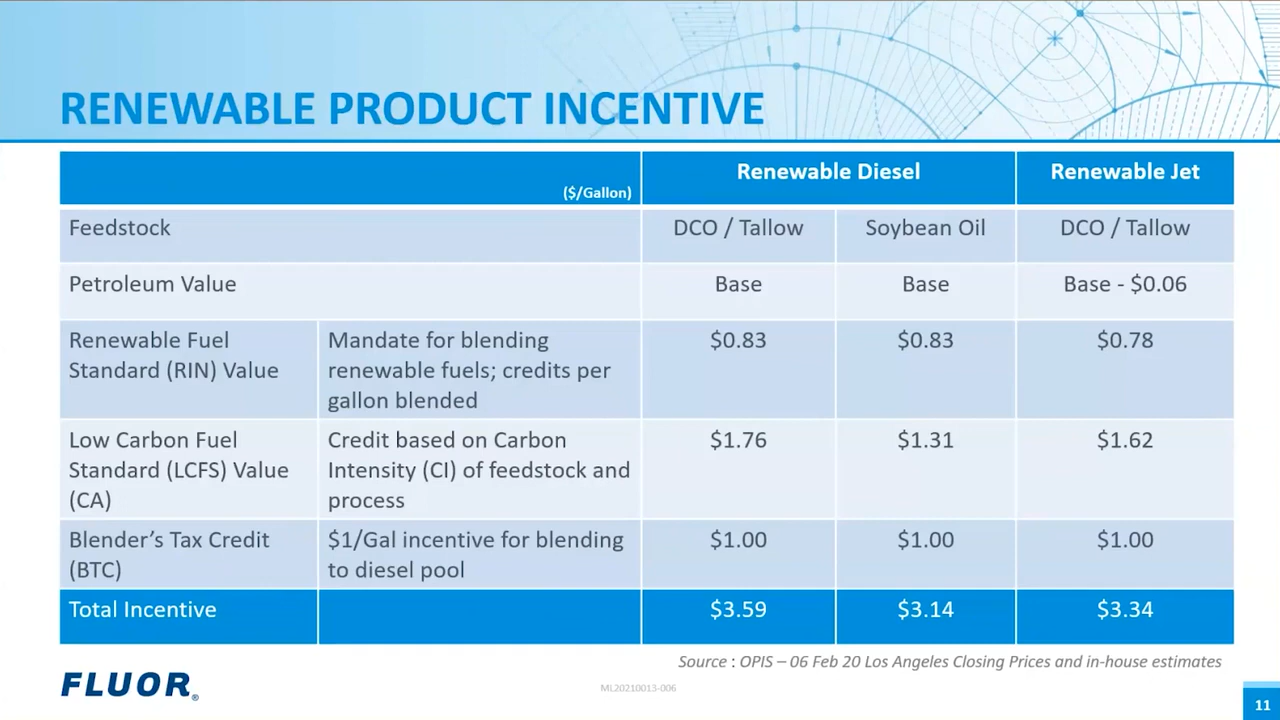 RENEWABLE PRODUCT INCENTIVE
($/Gallon)
Renewable Diesel
Renewable Jet
Feedstock
DCO / Tallow
Soybean Oil
DCO / Tallow
Petroleum Value
Base
Base
Base - $0.06
Renewable Fuel
Standard (RIN) Value
Mandate for blending
renewable fuels; credits per
gallon blended
$0.83
$0.83
$0.78
Low Carbon Fuel
Standard (LCFS) Value
(CA)
Credit based on Carbon
Intensity (CI) of feedstock and
process
$1.76
$1.31
$1.62
Blender’s Tax Credit
(BTC)
$1/Gal incentive for blending
to diesel pool
$1.00
$1.00
$1.00
Total Incentive
$3.59
$3.14
$3.34
Source : OPIS – 06 Feb 20 Los Angeles Closing Prices and in-house estimates
FLUOR®
ML20210013-006
11